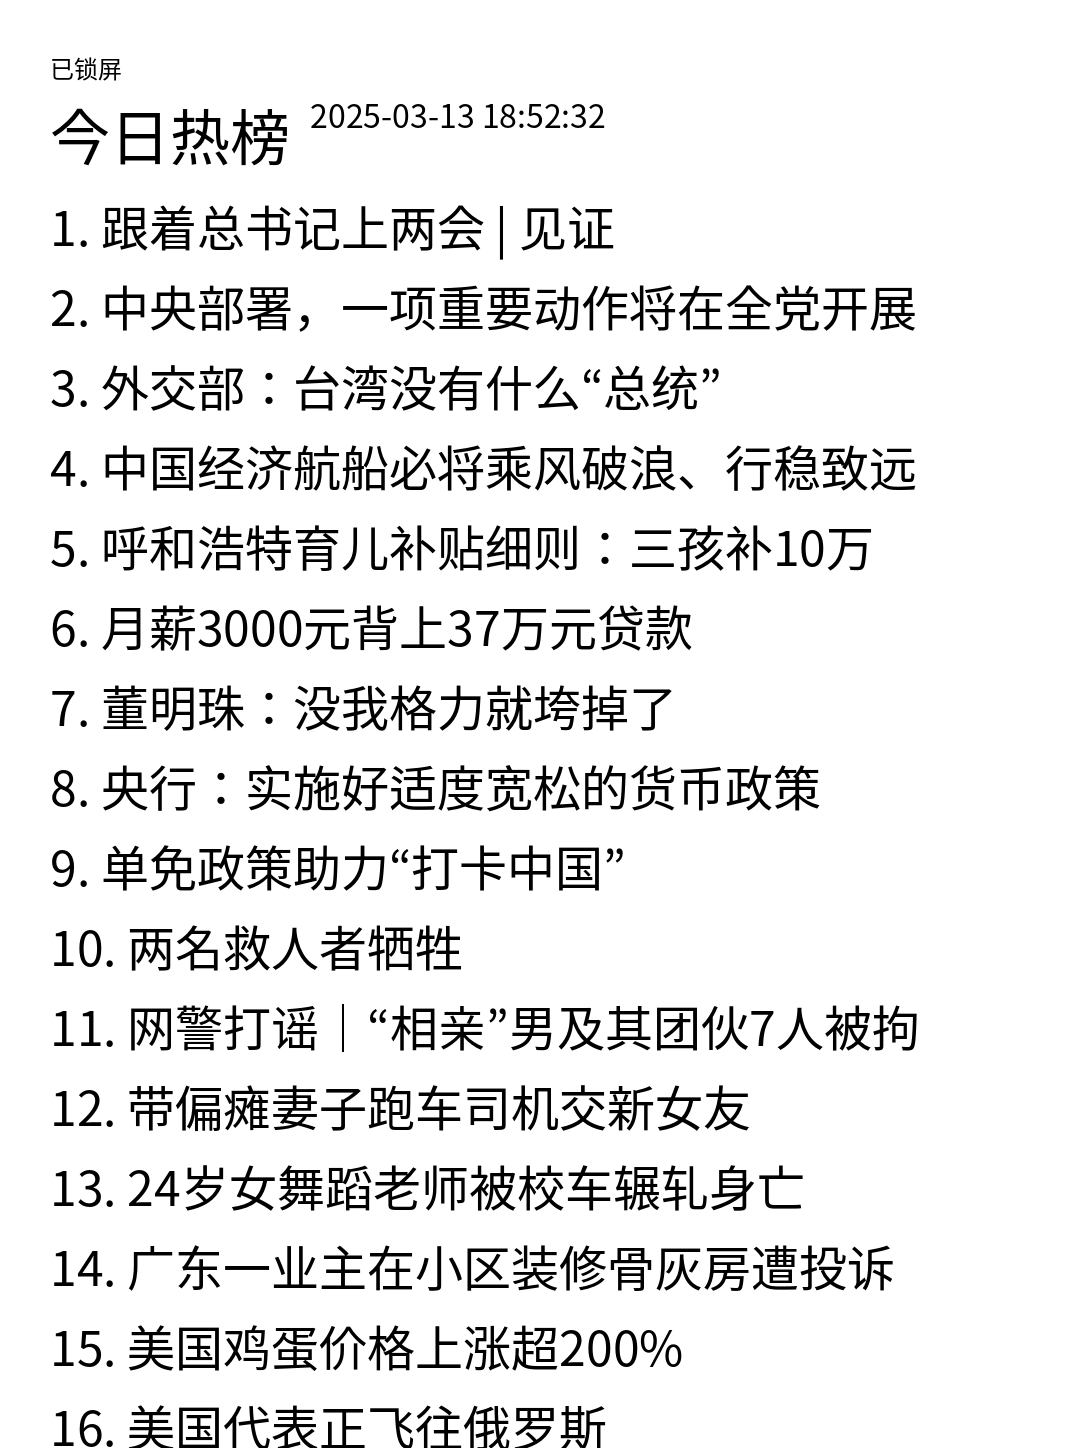 已锁屏
今日热榜 2025-03-13 18:52:32
1. 跟着总书记上两会 | 见证
2. 中央部署，一项重要动作将在全党开展
3. 外交部：台湾没有什么“总统”
4. 中国经济航船必将乘风破浪、行稳致远
5. 呼和浩特育儿补贴细则：三孩补10万
6. 月薪3000元背上37万元贷款
7. 董明珠：没我格力就垮掉了
8. 央行：实施好适度宽松的货币政策
9. 单免政策助力“打卡中国”
10. 两名救人者牺牲
11. 网警打谣｜“相亲”男及其团伙7人被拘
12. 带偏瘫妻子跑车司机交新女友
13. 24岁女舞蹈老师被校车辗轧身亡
14. 广东一业主在小区装修骨灰房遭投诉
15. 美国鸡蛋价格上涨超200%
16. 美国代表正飞往俄罗斯